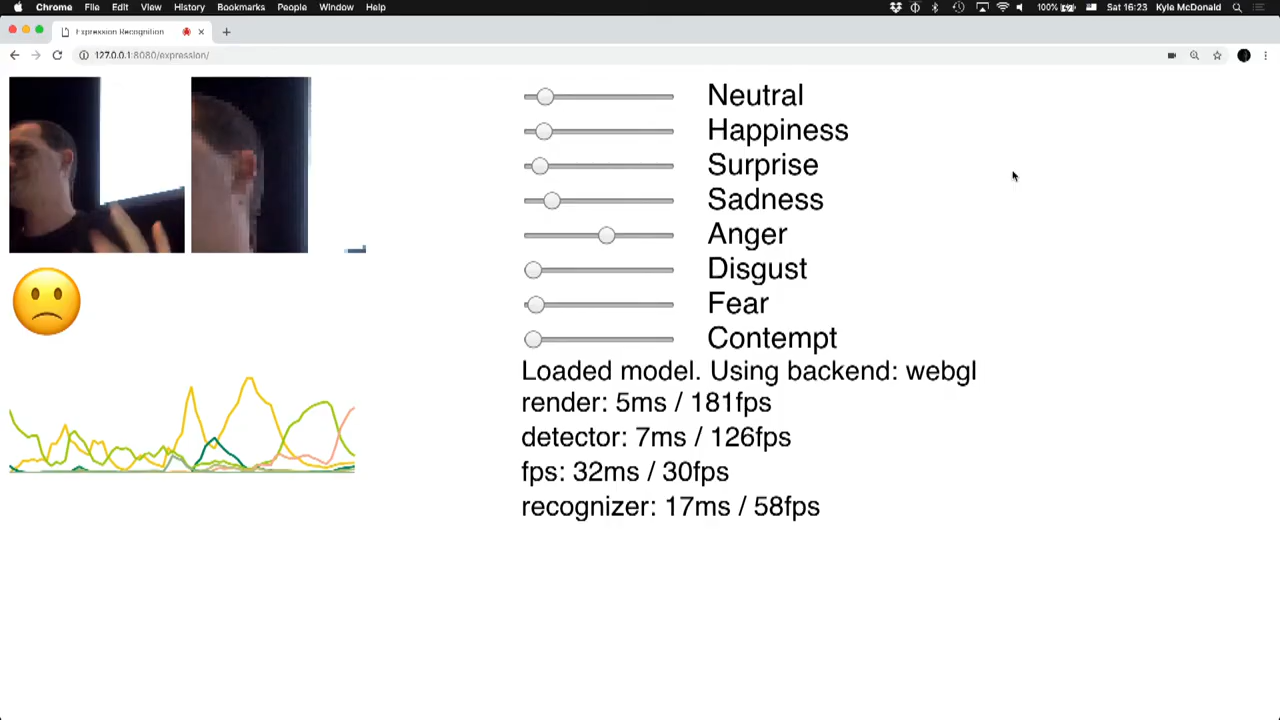 Chrome File Edit View History Bookmarks People Window Help 100% Sat 16:23 Kyle McDonald
Expression Recognition
127.0.0.1:8080/expression/
Neutral
Happiness
Surprise
Sadness
Anger
Disgust
Fear
Contempt
Loaded model. Using backend: webgl
render: 5ms / 181fps
detector: 7ms / 126fps
fps: 32ms / 30fps
recognizer: 17ms / 58fps